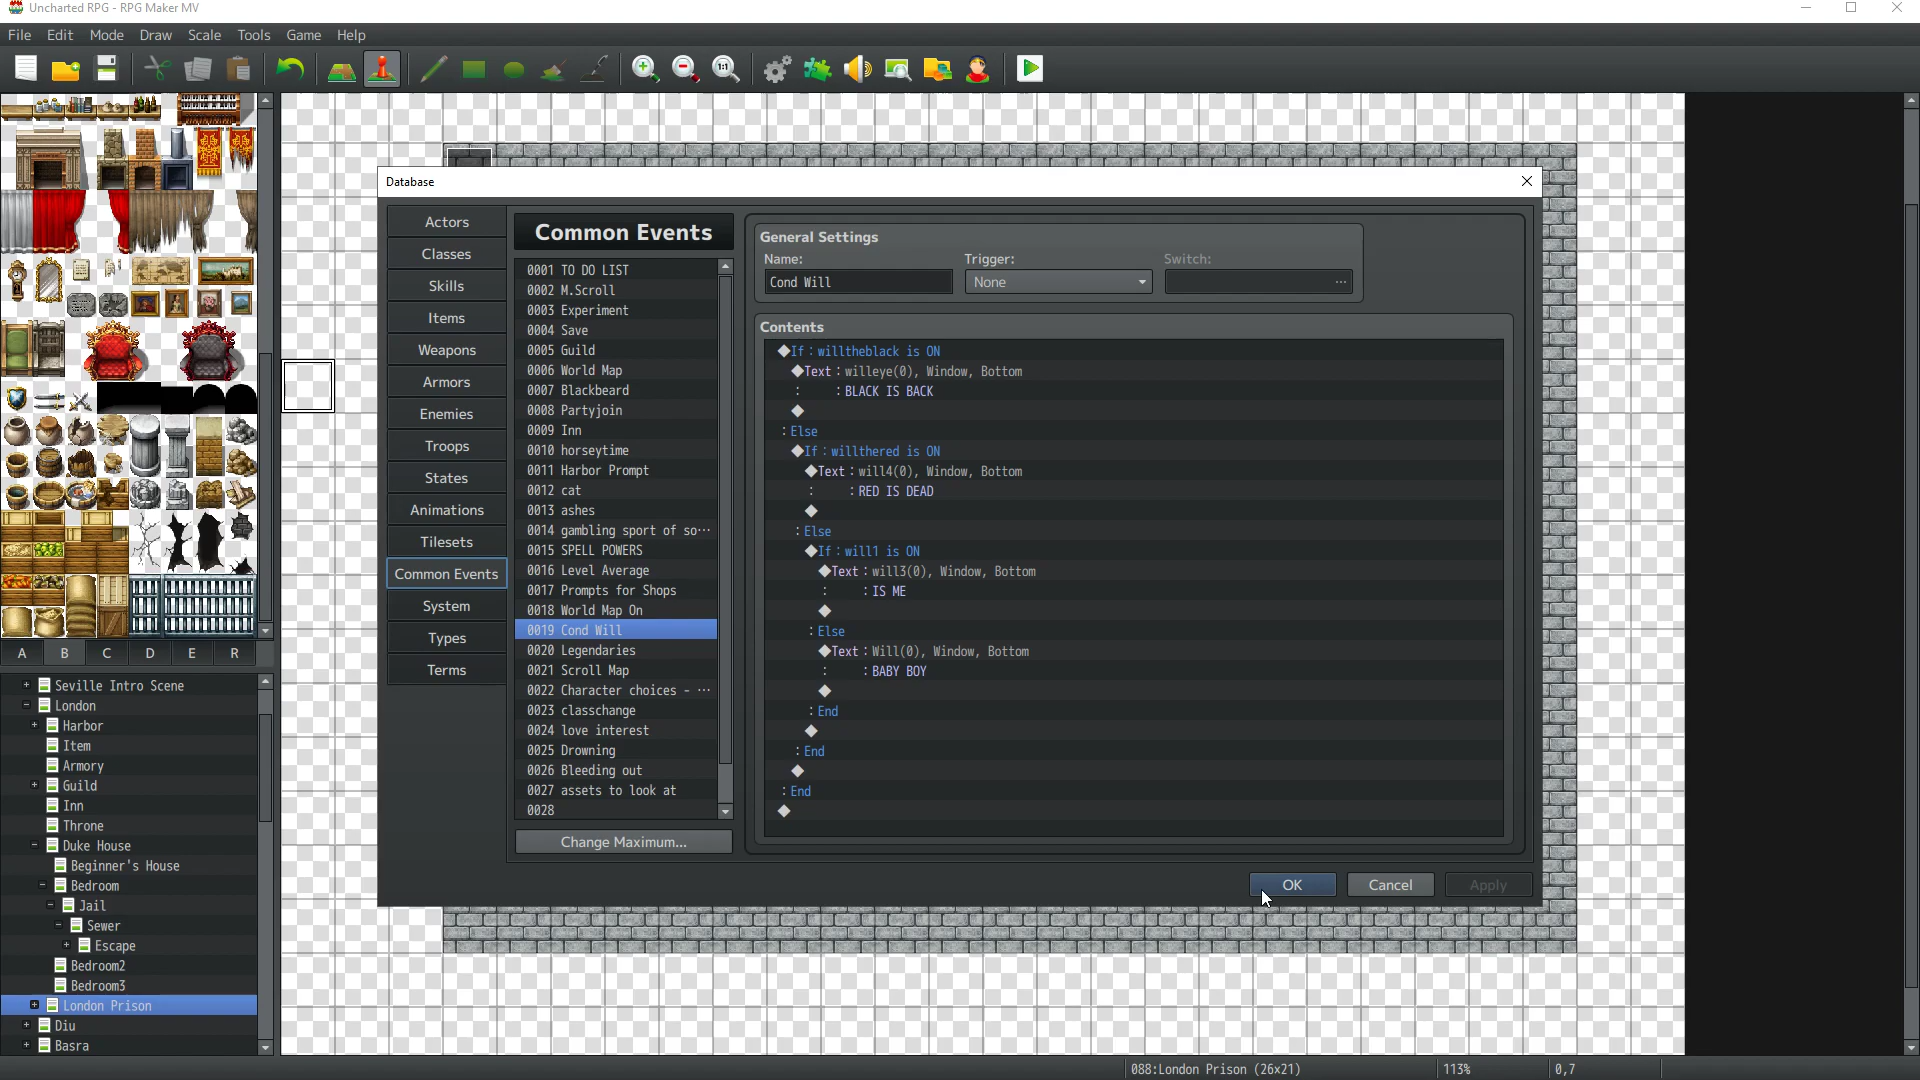 Uncharted RPG - RPG Maker MV
File Edit Mode Draw Scale Tools Game Help
1:1
Database
Actors
Classes
Skills
Items
Weapons
Armors
Enemies
Troops
States
Animations
Tilesets
Common Events
System
Types
Terms
Common Events
0001 TO DO LIST
0002 M.Scroll
0003 Experiment
0004 Save
0005 Guild
0006 World Map
0007 Blackbeard
0008 Partyjoin
0009 Inn
0010 horseytime
0011 Harbor Prompt
0012 cat
0013 ashes
0014 gambling sport of so…
0015 SPELL POWERS
0016 Level Average
0017 Prompts for Shops
0018 World Map On
0019 Cond Will
0020 Legendaries
0021 Scroll Map
0022 Character choices - …
0023 classchange
0024 love interest
0025 Drowning
0026 Bleeding out
0027 assets to look at
0028
Change Maximum...
General Settings
Name: Trigger: Switch:
Cond Will None ...
Contents
◆If : willtheblack is ON
◆Text : willeye(0), Window, Bottom
: : BLACK IS BACK
◆
: Else
◆If : willthered is ON
◆Text : will4(0), Window, Bottom
: : RED IS DEAD
◆
: Else
◆If : will1 is ON
◆Text : will3(0), Window, Bottom
: : IS ME
◆
: Else
◆Text : Will(0), Window, Bottom
: : BABY BOY
◆
: End
◆
: End
◆
: End
◆
OK Cancel Apply
A B C D E R
Seville Intro Scene
London
Harbor
Item
Armory
Guild
Inn
Throne
Duke House
Beginner's House
Bedroom
Jail
Sewer
Escape
Bedroom2
Bedroom3
London Prison
Diu
Basra
088:London Prison (26x21) 113% 0,7